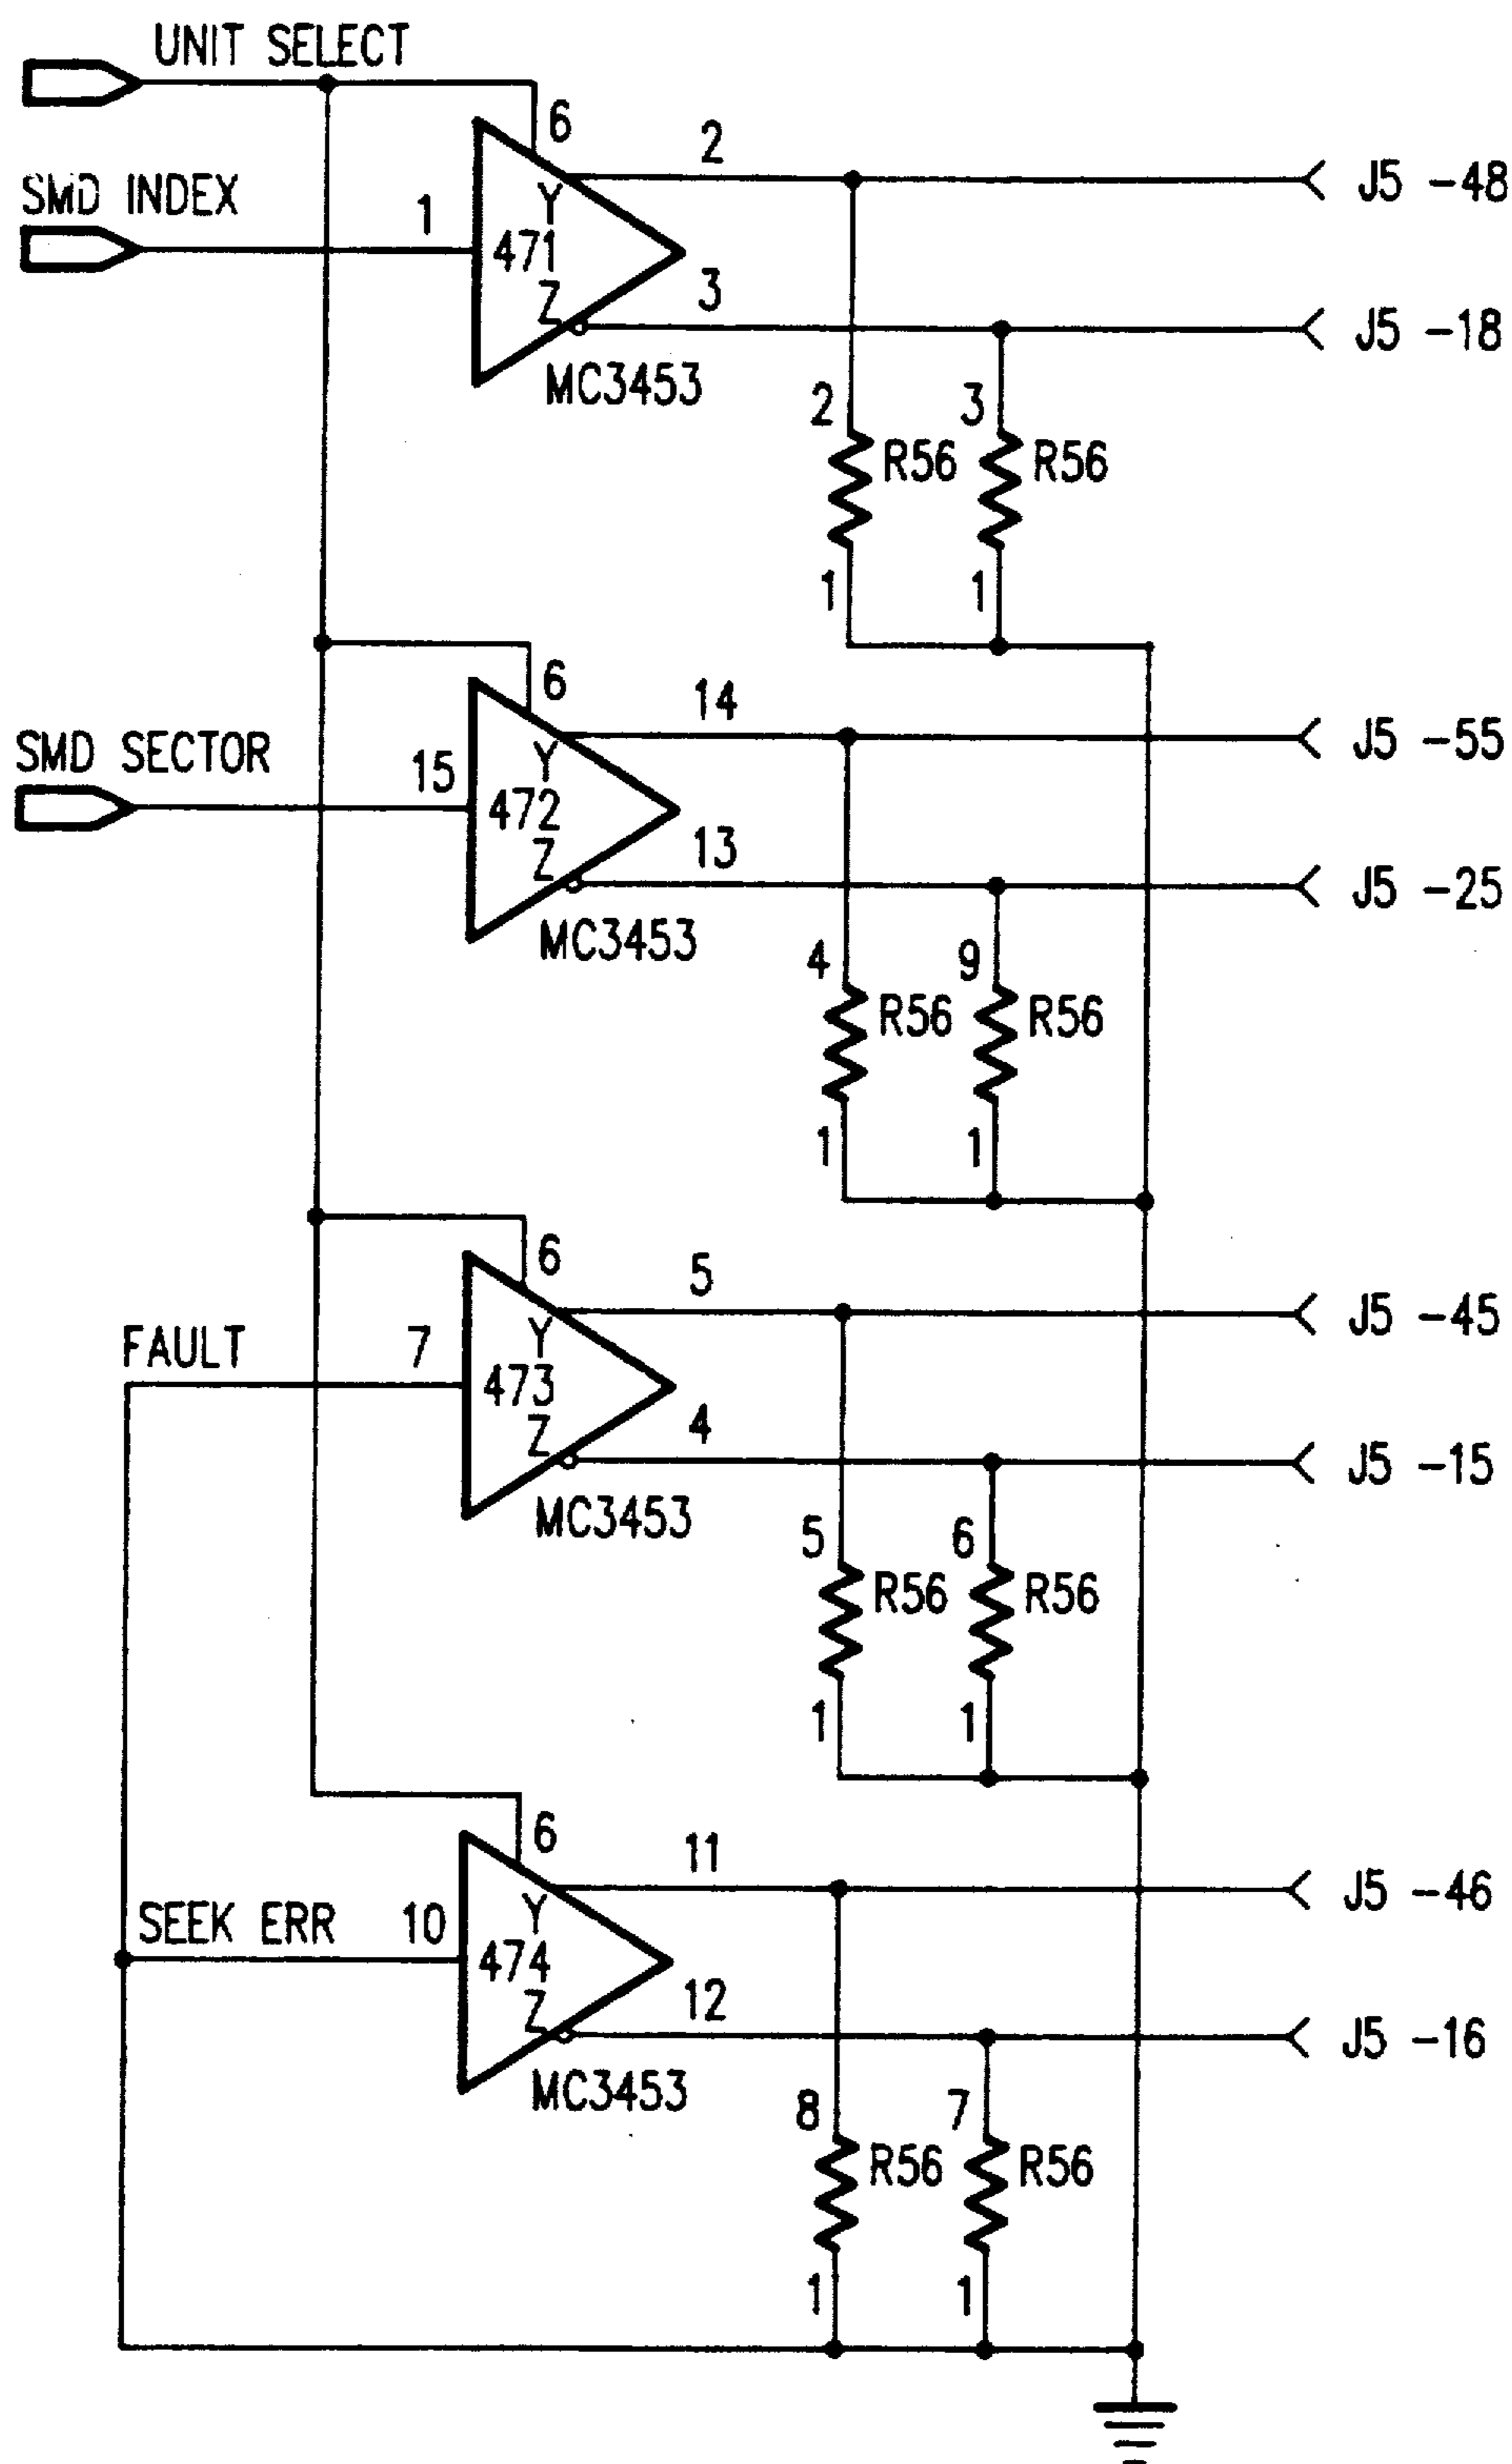 UNIT SELECT
6
2
J5 -48
SMD INDEX
1
Y
471
Z
3
J5 -18
MC3453
2
R56
3
R56
1
1
6
14
J5 -55
SMD SECTOR
15
Y
472
Z
13
J5 -25
MC3453
4
R56
9
R56
1
1
6
5
J5 -45
FAULT
7
Y
473
Z
4
J5 -15
MC3453
5
R56
6
R56
1
1
6
11
J5 -46
SEEK ERR
10
Y
474
Z
12
J5 -16
MC3453
8
R56
7
R56
1
1